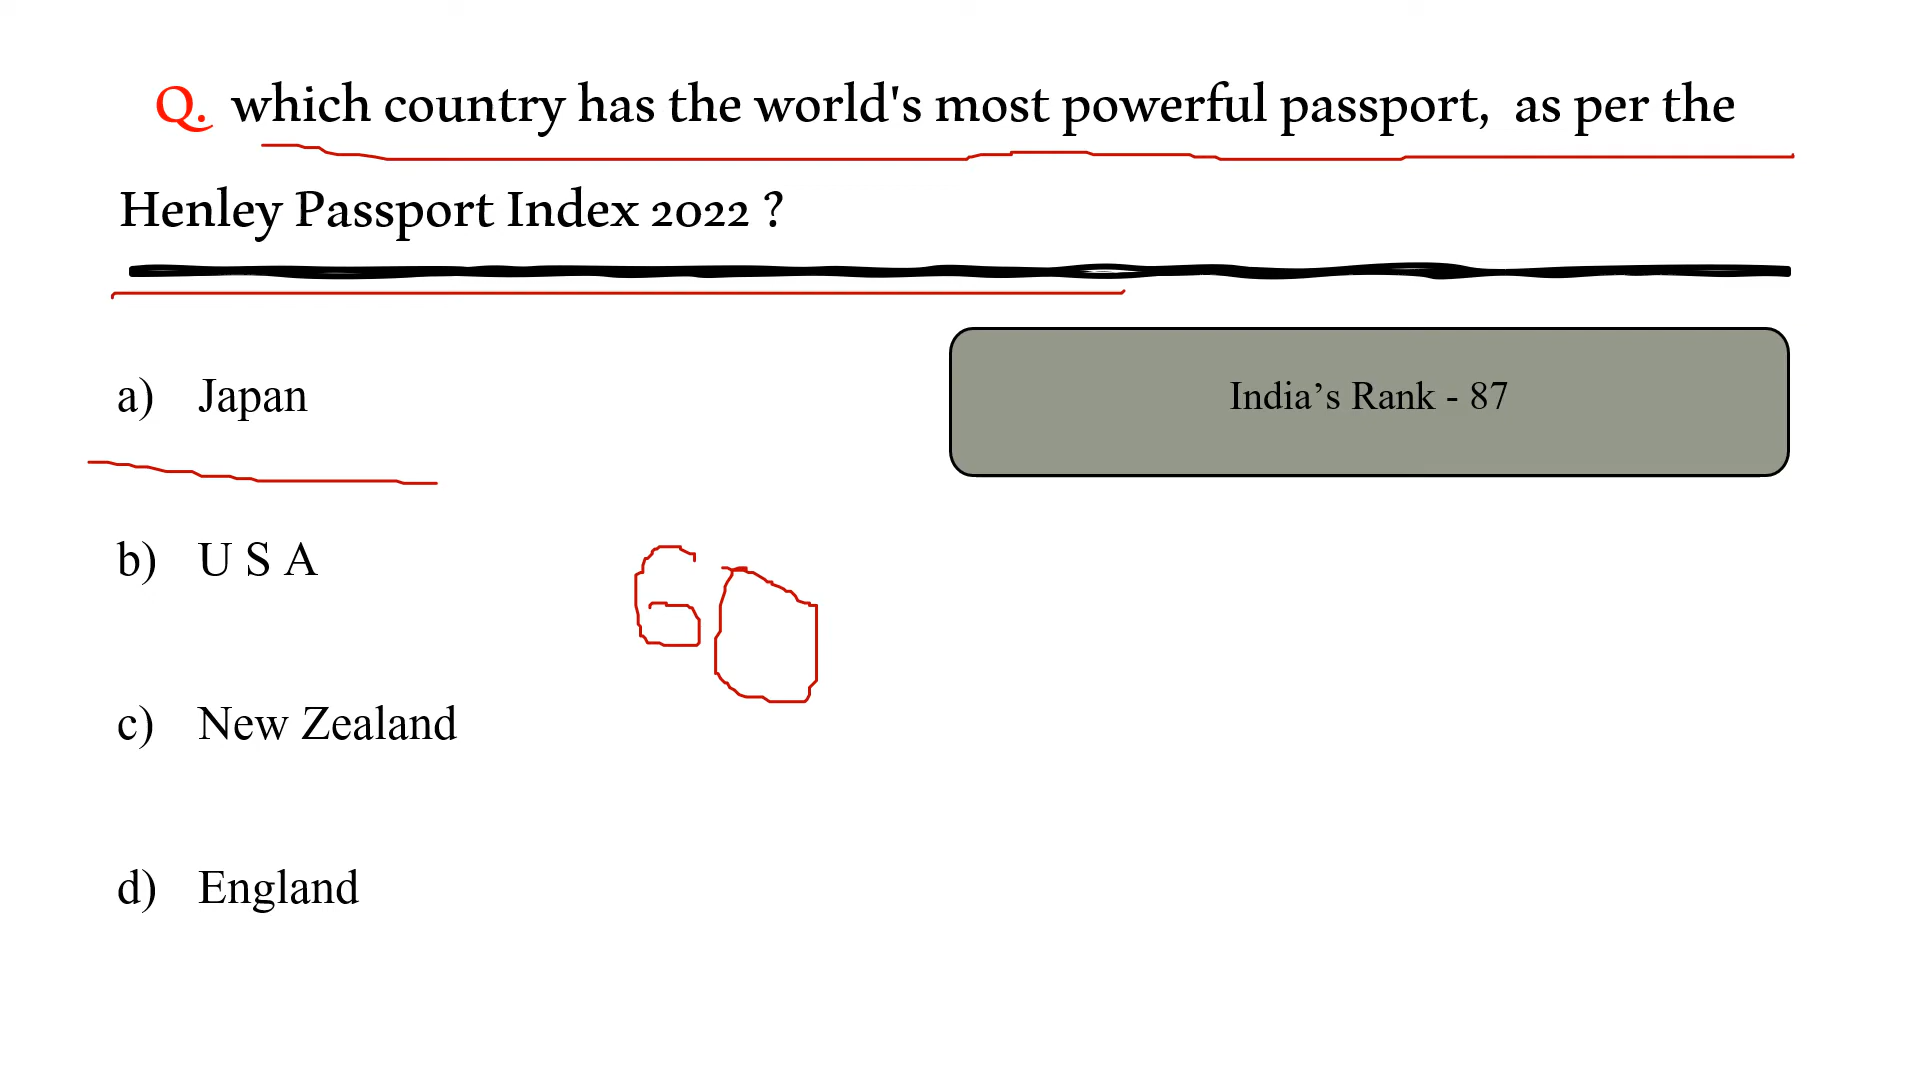 Q. which country has the world's most powerful passport, as per the
Henley Passport Index 2022 ?
a) Japan
India’s Rank - 87
b) U S A
60
c) New Zealand
d) England